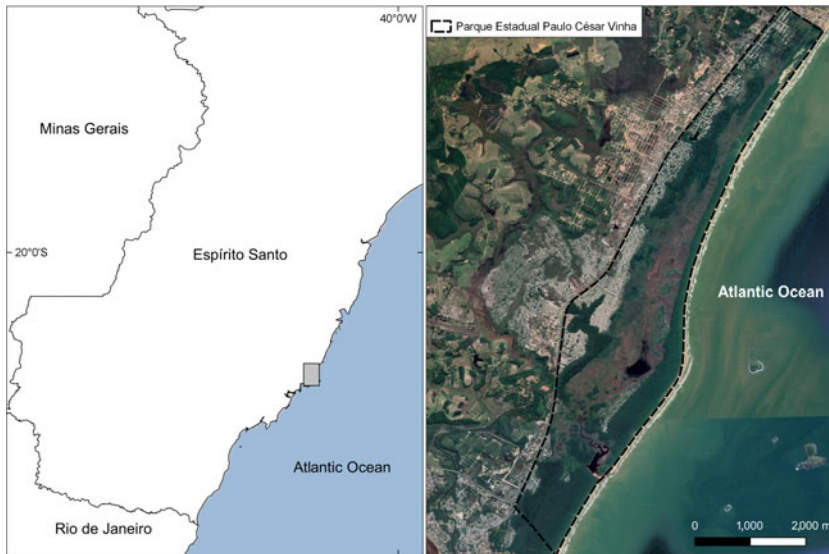 40°0'W
Minas Gerais
20°0'S
Espírito Santo
Atlantic Ocean
Rio de Janeiro
Parque Estadual Paulo César Vinha
Atlantic Ocean
0 1,000 2,000 m